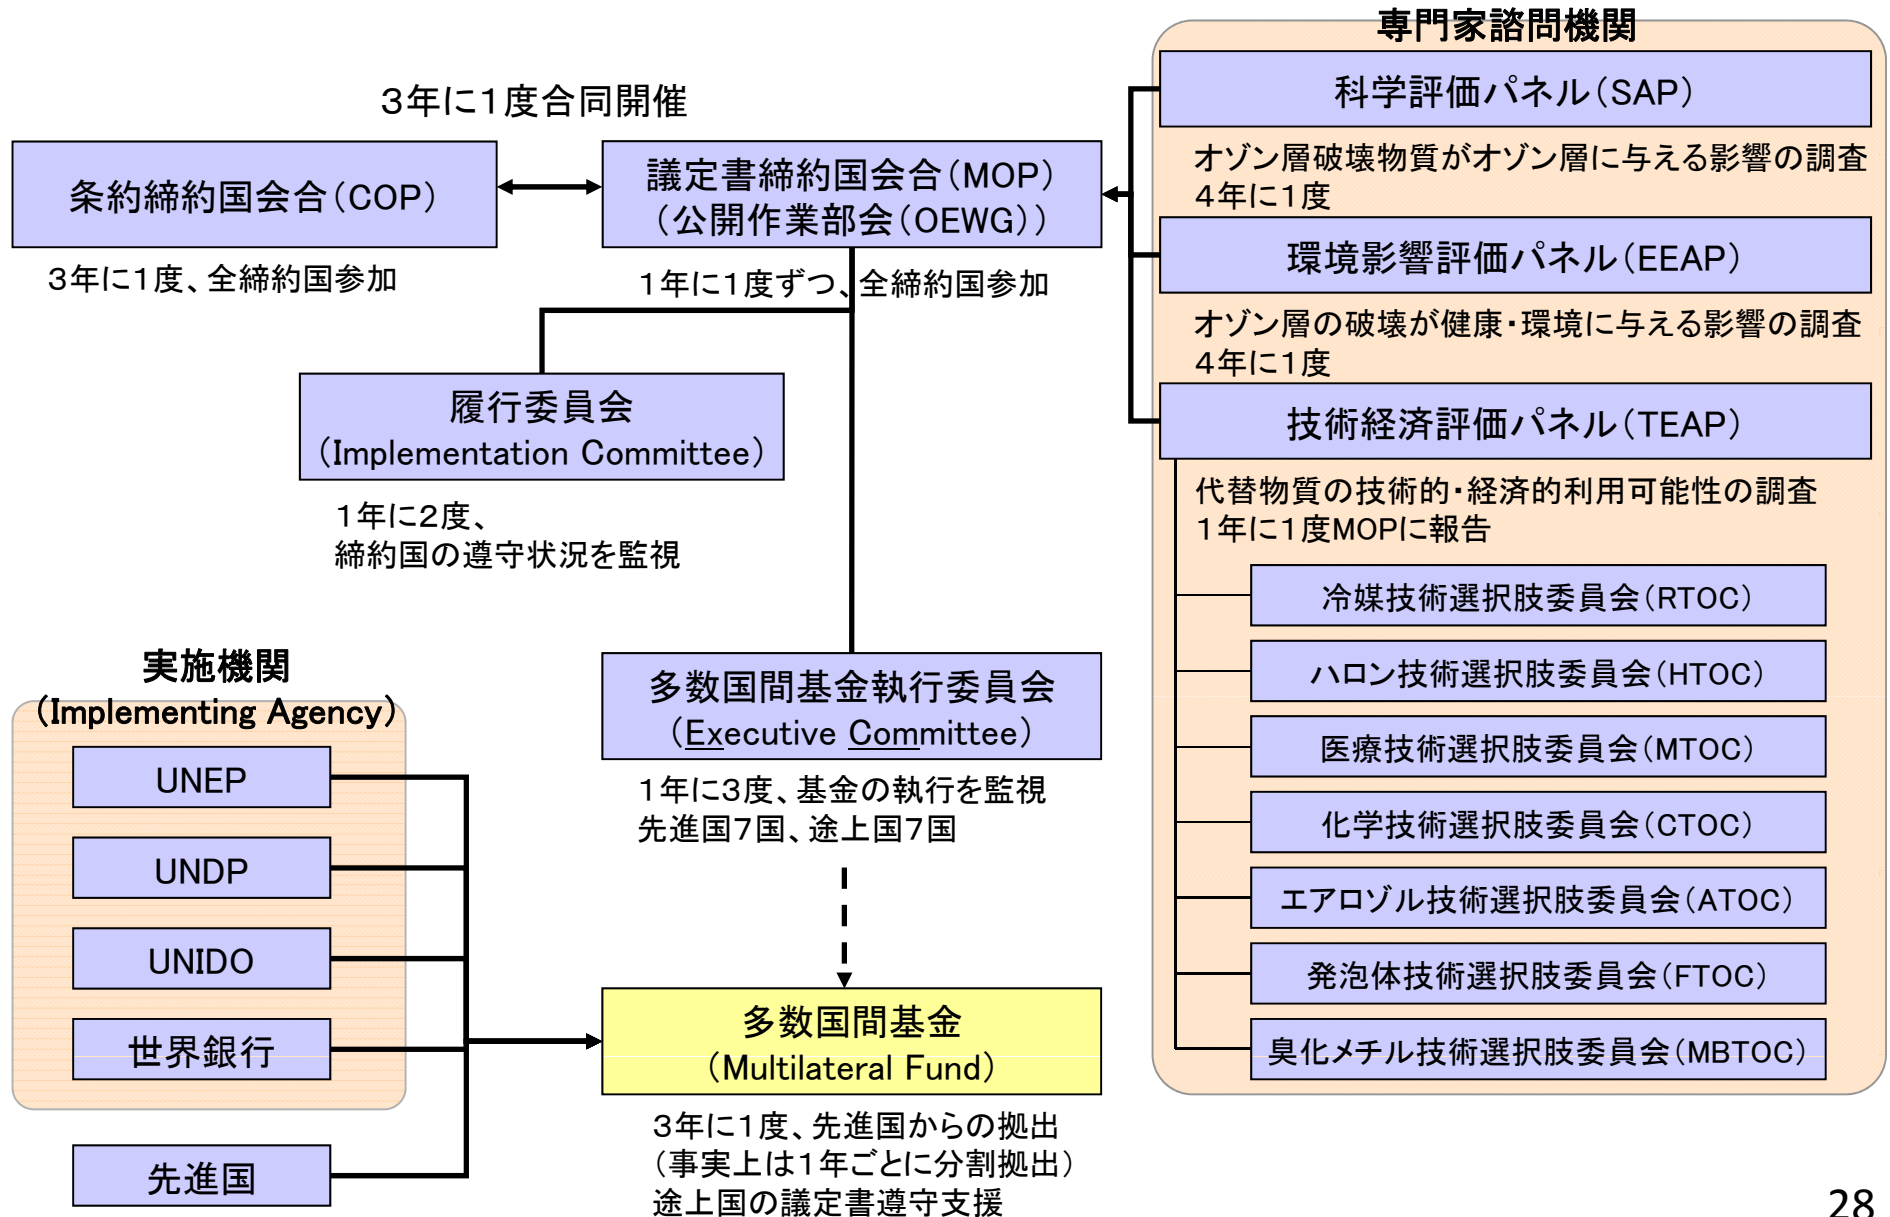 専門家諮問機関
3年に1度合同開催
条約締約国会合(COP)
3年に1度、全締約国参加
議定書締約国会合(MOP)
(公開作業部会(OEWG))
1年に1度ずつ、全締約国参加
履行委員会
(Implementation Committee)
1年に2度、
締約国の遵守状況を監視
科学評価パネル(SAP)
オゾン層破壊物質がオゾン層に与える影響の調査
4年に1度
環境影響評価パネル(EEAP)
オゾン層の破壊が健康・環境に与える影響の調査
4年に1度
技術経済評価パネル(TEAP)
代替物質の技術的・経済的利用可能性の調査
1年に1度MOPに報告
冷媒技術選択肢委員会(RTOC)
ハロン技術選択肢委員会(HTOC)
医療技術選択肢委員会(MTOC)
化学技術選択肢委員会(CTOC)
エアロゾル技術選択肢委員会(ATOC)
発泡体技術選択肢委員会(FTOC)
臭化メチル技術選択肢委員会(MBTOC)
実施機関
(Implementing Agency)
UNEP
UNDP
UNIDO
世界銀行
先進国
多数国間基金執行委員会
(Executive Committee)
1年に3度、基金の執行を監視
先進国7国、途上国7国
多数国間基金
(Multilateral Fund)
3年に1度、先進国からの拠出
(事実上は1年ごとに分割拠出)
途上国の議定書遵守支援
28